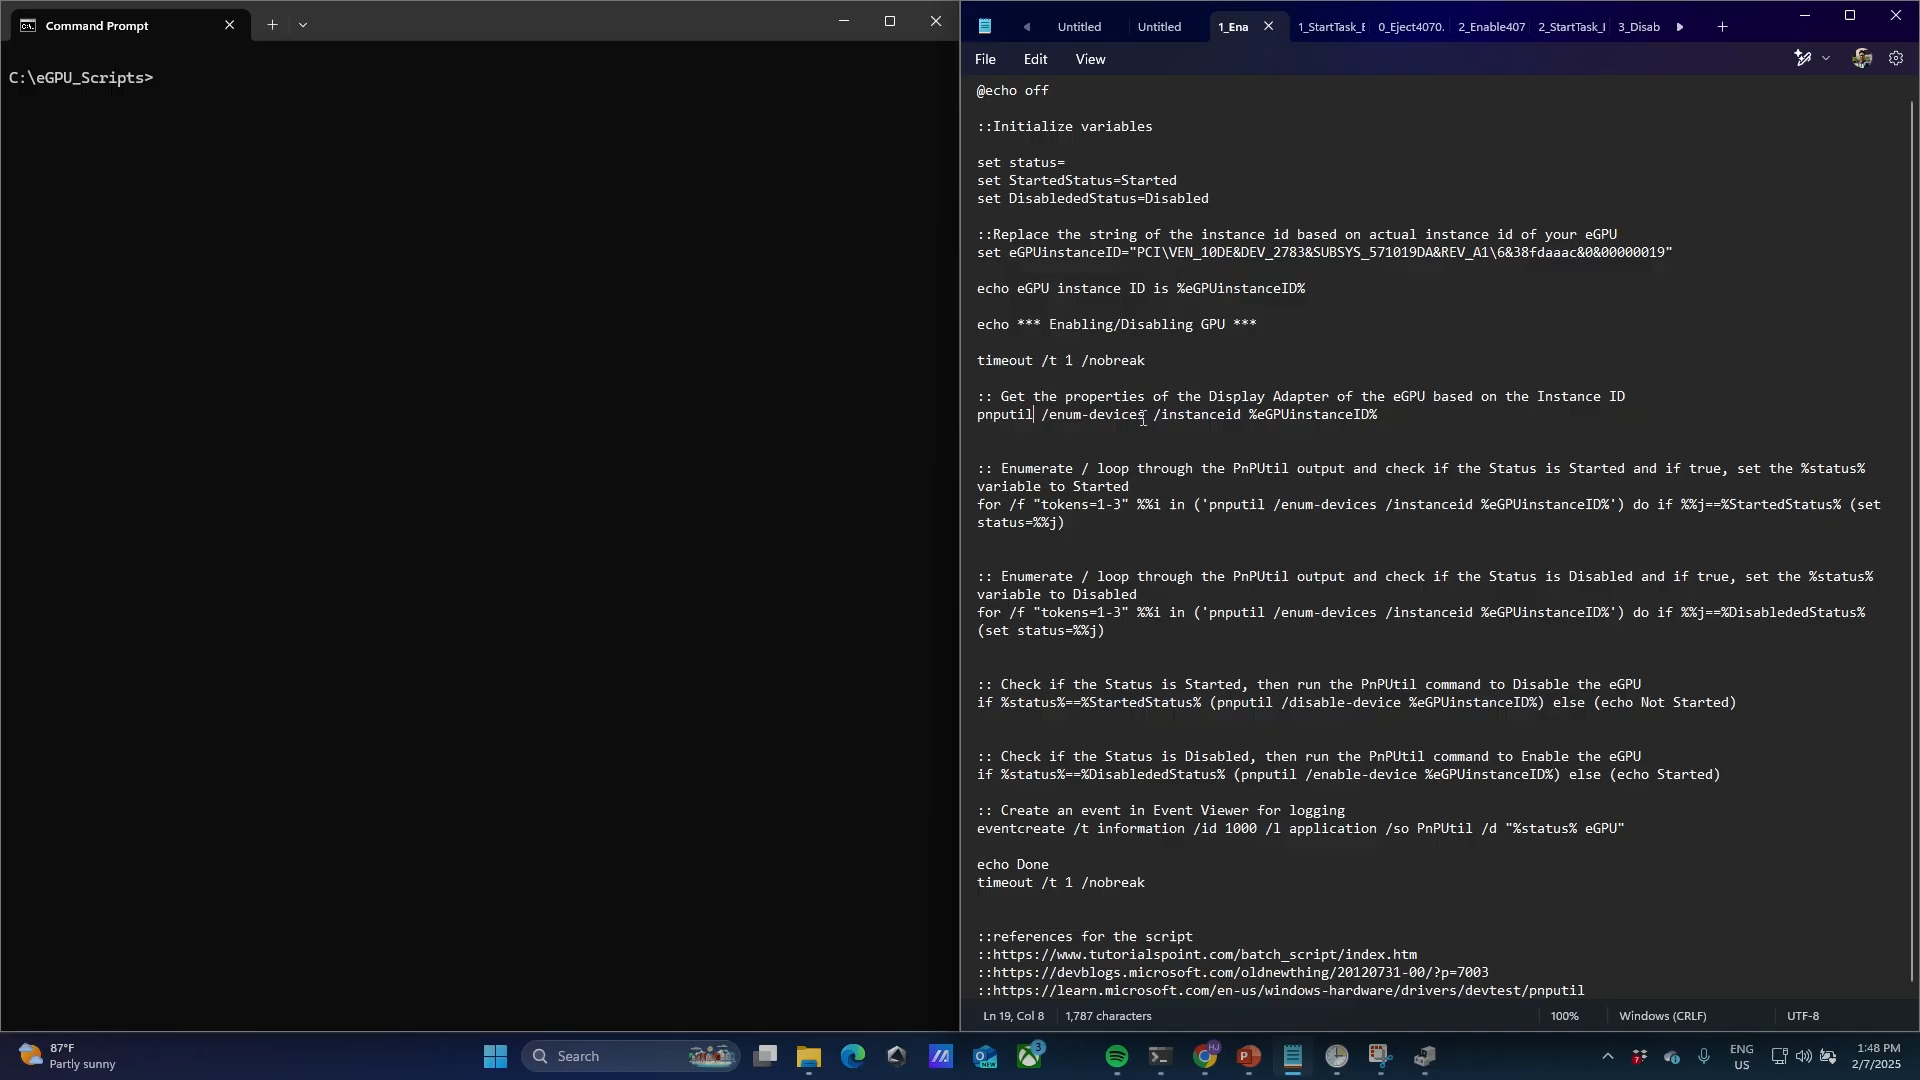 Command Prompt
C:\eGPU_Scripts>
Untitled
Untitled
1_Ena
1_StartTask_E
0_Eject4070.
2_Enable407
2_StartTask_I
3_Disab
File
Edit
View
@echo off
::Initialize variables
set status=
set StartedStatus=Started
set DisablededStatus=Disabled
::Replace the string of the instance id based on actual instance id of your eGPU
set eGPUinstanceID="PCI\VEN_10DE&DEV_2783&SUBSYS_571019DA&REV_A1\6&38fdaaac&0&00000019"
echo eGPU instance ID is %eGPUinstanceID%
echo *** Enabling/Disabling GPU ***
timeout /t 1 /nobreak
:: Get the properties of the Display Adapter of the eGPU based on the Instance ID
pnputil /enum-devices /instanceid %eGPUinstanceID%
:: Enumerate / loop through the PnPUtil output and check if the Status is Started and if true, set the %status%
variable to Started
for /f "tokens=1-3" %%i in ('pnputil /enum-devices /instanceid %eGPUinstanceID%') do if %%j==%StartedStatus% (set
status=%%j)
:: Enumerate / loop through the PnPUtil output and check if the Status is Disabled and if true, set the %status%
variable to Disabled
for /f "tokens=1-3" %%i in ('pnputil /enum-devices /instanceid %eGPUinstanceID%') do if %%j==%DisablededStatus%
(set status=%%j)
:: Check if the Status is Started, then run the PnPUtil command to Disable the eGPU
if %status%==%StartedStatus% (pnputil /disable-device %eGPUinstanceID%) else (echo Not Started)
:: Check if the Status is Disabled, then run the PnPUtil command to Enable the eGPU
if %status%==%DisablededStatus% (pnputil /enable-device %eGPUinstanceID%) else (echo Started)
:: Create an event in Event Viewer for logging
eventcreate /t information /id 1000 /l application /so PnPUtil /d "%status% eGPU"
echo Done
timeout /t 1 /nobreak
::references for the script
::https://www.tutorialspoint.com/batch_script/index.htm
::https://devblogs.microsoft.com/oldnewthing/20120731-00/?p=7003
::https://learn.microsoft.com/en-us/windows-hardware/drivers/devtest/pnputil
Ln 19, Col 8
1,787 characters
100%
Windows (CRLF)
UTF-8
87°F
Partly sunny
Search
NEW
3
HJ
7
ENG
US
1:48 PM
2/7/2025